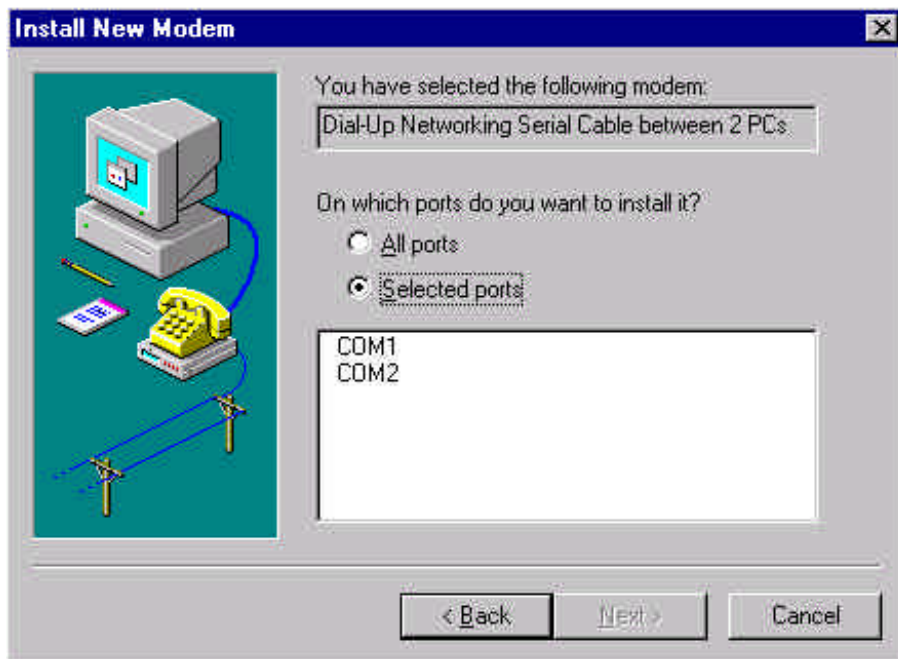 Install New Modem
You have selected the following modem:
Dial-Up Networking Serial Cable between 2 PCs
On which ports do you want to install it?
All ports
Selected ports
COM1
COM2
< Back
Next >
Cancel